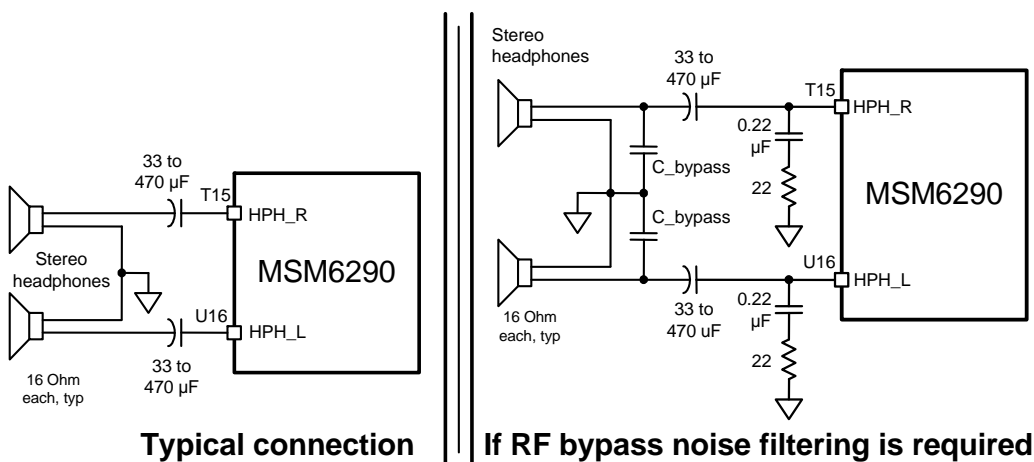 33 to
470 µF
T15
HPH_R
Stereo
headphones
MSM6290
U16
HPH_L
33 to
470 µF
16 Ohm
each, typ
Typical connection
Stereo
headphones
33 to
470 µF
T15
HPH_R
0.22
µF
C_bypass
22
MSM6290
C_bypass
U16
HPH_L
16 Ohm
each, typ
33 to
470 uF
0.22
µF
22
If RF bypass noise filtering is required